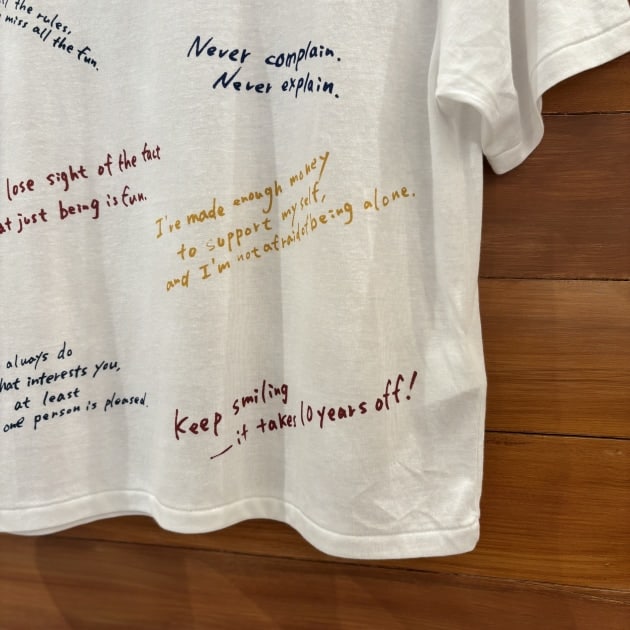 the rules,
miss all the fun.
Never complain.
Never explain.
lose sight of the fact
just being is fun.
I've made enough money
to support myself,
and I'm not afraid of being alone.
always do
interests you,
at least
one person is pleased.
Keep smiling
—it takes 10 years off!